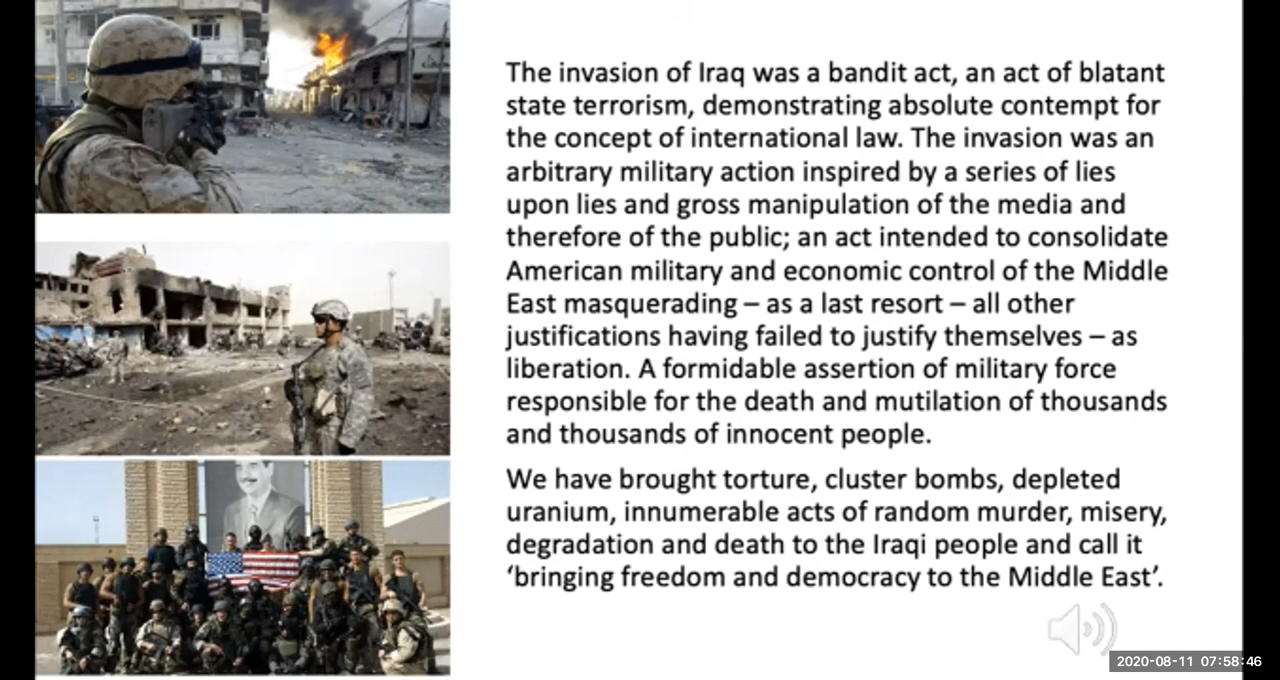 The invasion of Iraq was a bandit act, an act of blatant
state terrorism, demonstrating absolute contempt for
the concept of international law. The invasion was an
arbitrary military action inspired by a series of lies
upon lies and gross manipulation of the media and
therefore of the public; an act intended to consolidate
American military and economic control of the Middle
East masquerading – as a last resort – all other
justifications having failed to justify themselves – as
liberation. A formidable assertion of military force
responsible for the death and mutilation of thousands
and thousands of innocent people.
We have brought torture, cluster bombs, depleted
uranium, innumerable acts of random murder, misery,
degradation and death to the Iraqi people and call it
‘bringing freedom and democracy to the Middle East’.
2020-08-11 07:58:46